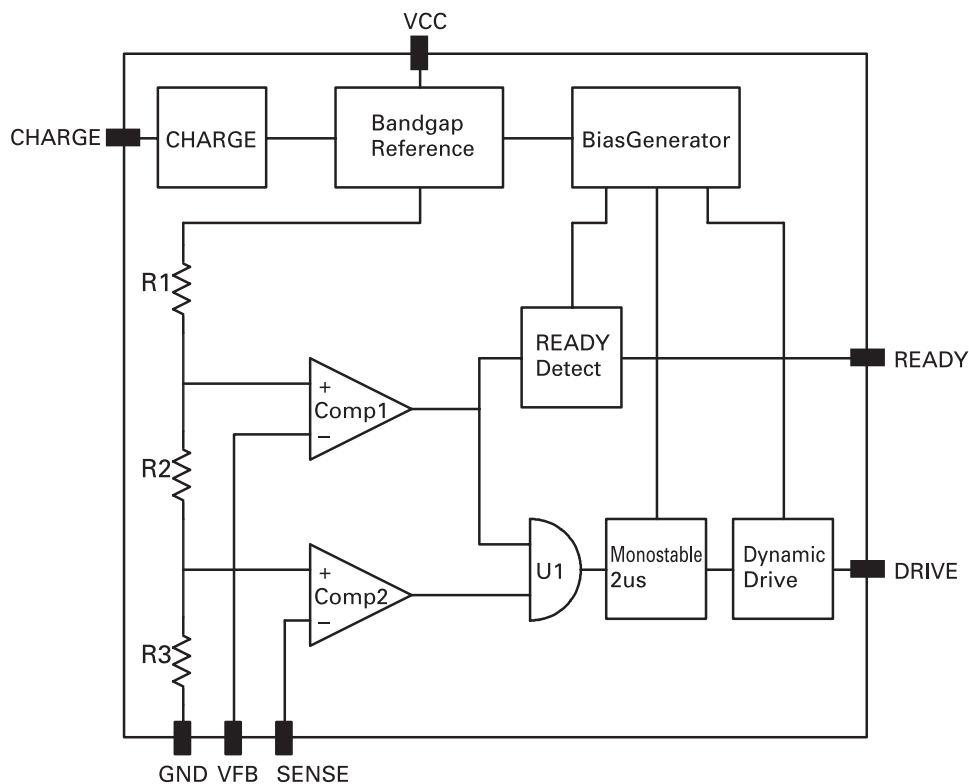 VCC
CHARGE
CHARGE
Bandgap
Reference
BiasGenerator
R1
READY
Detect
READY
+
Comp1
−
R2
U1
Monostable
2us
Dynamic
Drive
DRIVE
+
Comp2
−
R3
GND
VFB
SENSE